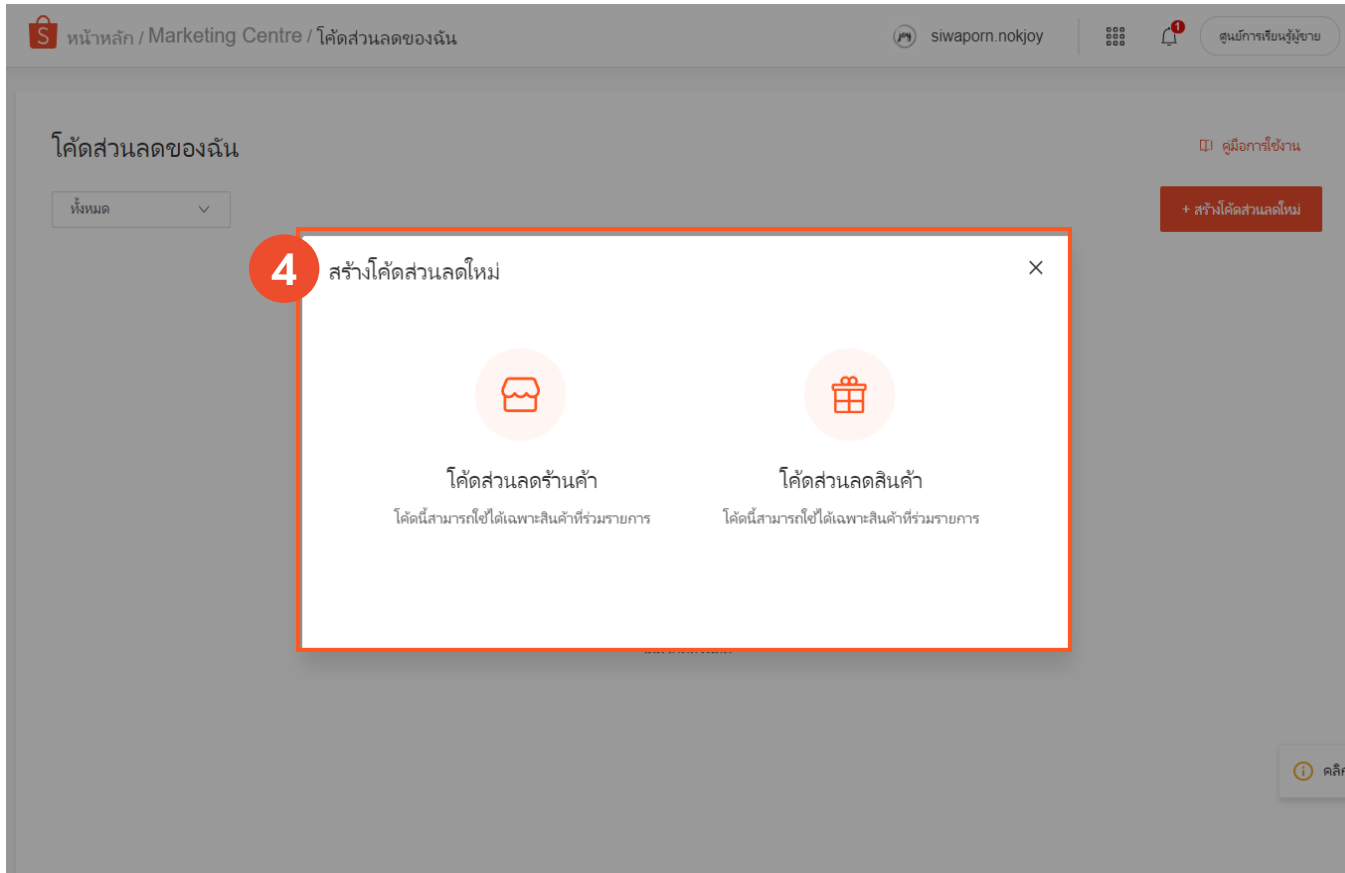 S หน้าหลัก / Marketing Centre / โค้ดส่วนลดของฉัน siwaporn.nokjoy 1 ศูนย์การเรียนรู้ผู้ขาย
โค้ดส่วนลดของฉัน คู่มือการใช้งาน
ทั้งหมด + สร้างโค้ดส่วนลดใหม่
4 สร้างโค้ดส่วนลดใหม่
โค้ดส่วนลดร้านค้า โค้ดส่วนลดสินค้า
โค้ดนี้สามารถใช้ได้เฉพาะสินค้าที่ร่วมรายการ โค้ดนี้สามารถใช้ได้เฉพาะสินค้าที่ร่วมรายการ